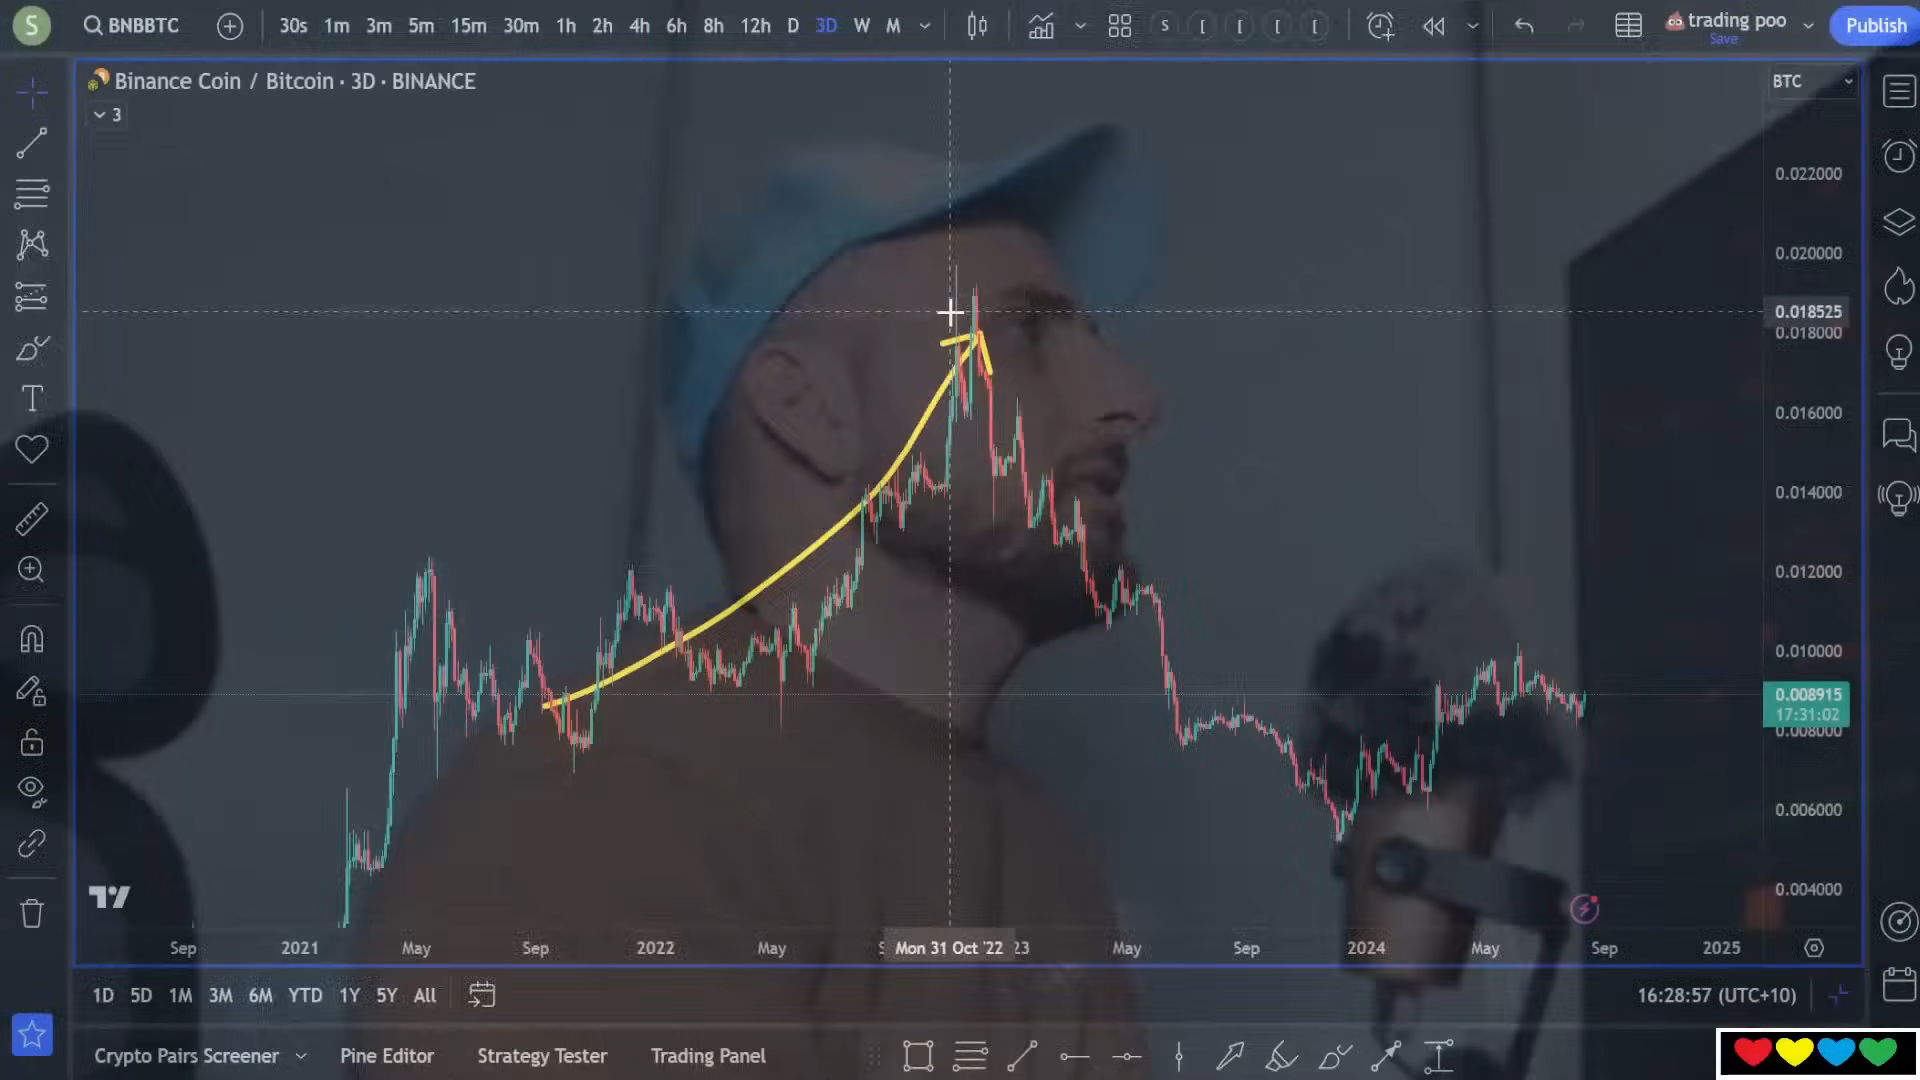 S
BNBBTC
30s 1m 3m 5m 15m 30m 1h 2h 4h 6h 8h 12h D 3D W M
S [ [ [ [
trading poo
Save
Publish
Binance Coin / Bitcoin · 3D · BINANCE
BTC
3
0.022000
0.020000
0.018525
0.018000
0.016000
0.014000
0.012000
0.010000
0.008915
17:31:02
0.008000
0.006000
0.004000
Sep 2021 May Sep 2022 May S Mon 31 Oct '22 23 May Sep 2024 May Sep 2025
1D 5D 1M 3M 6M YTD 1Y 5Y All
16:28:57 (UTC+10)
Crypto Pairs Screener Pine Editor Strategy Tester Trading Panel